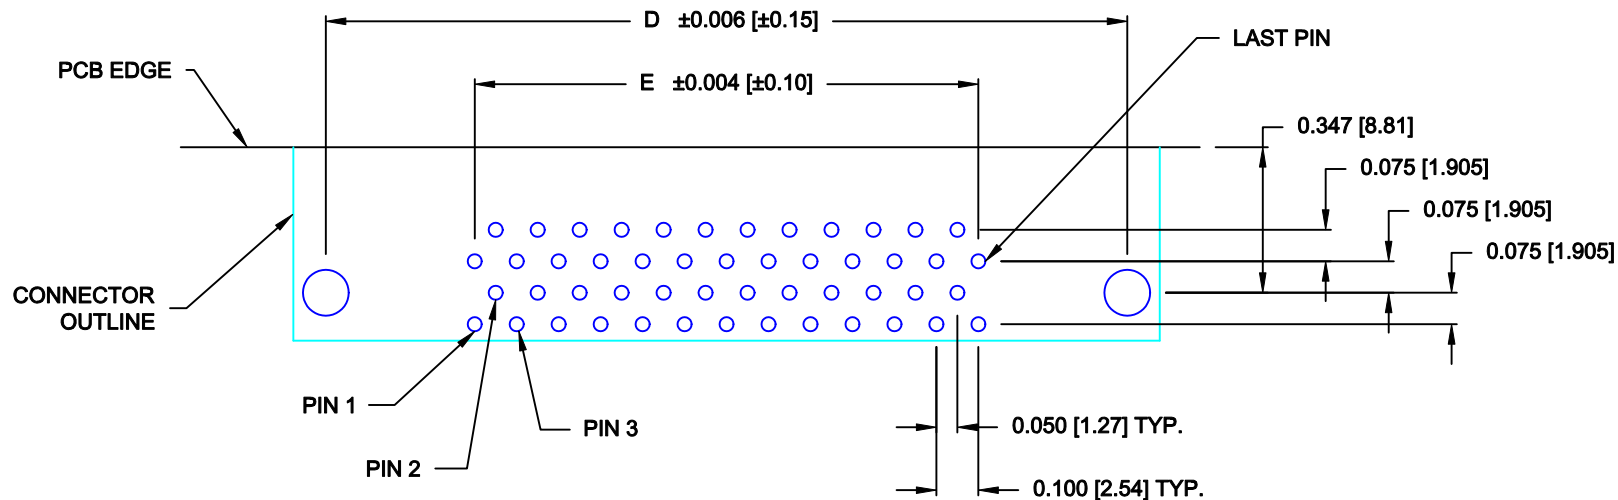 D ±0.006 [±0.15]
LAST PIN
PCB EDGE
E ±0.004 [±0.10]
0.347 [8.81]
0.075 [1.905]
0.075 [1.905]
0.075 [1.905]
CONNECTOR
OUTLINE
PIN 1
PIN 3
0.050 [1.27] TYP.
PIN 2
0.100 [2.54] TYP.